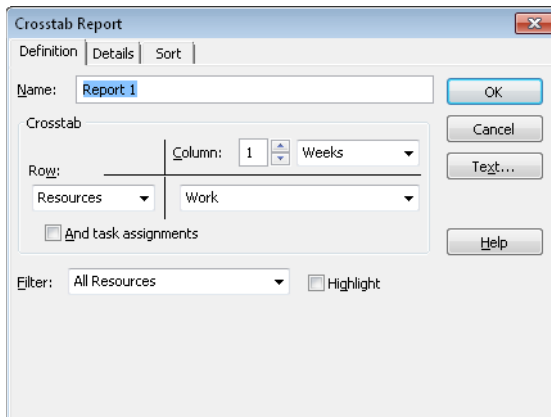 Crosstab Report
Definition Details Sort
Name: Report 1 OK
Crosstab Cancel
Column: 1 Weeks Text...
Row:
Resources Work
And task assignments Help
Filter: All Resources Highlight